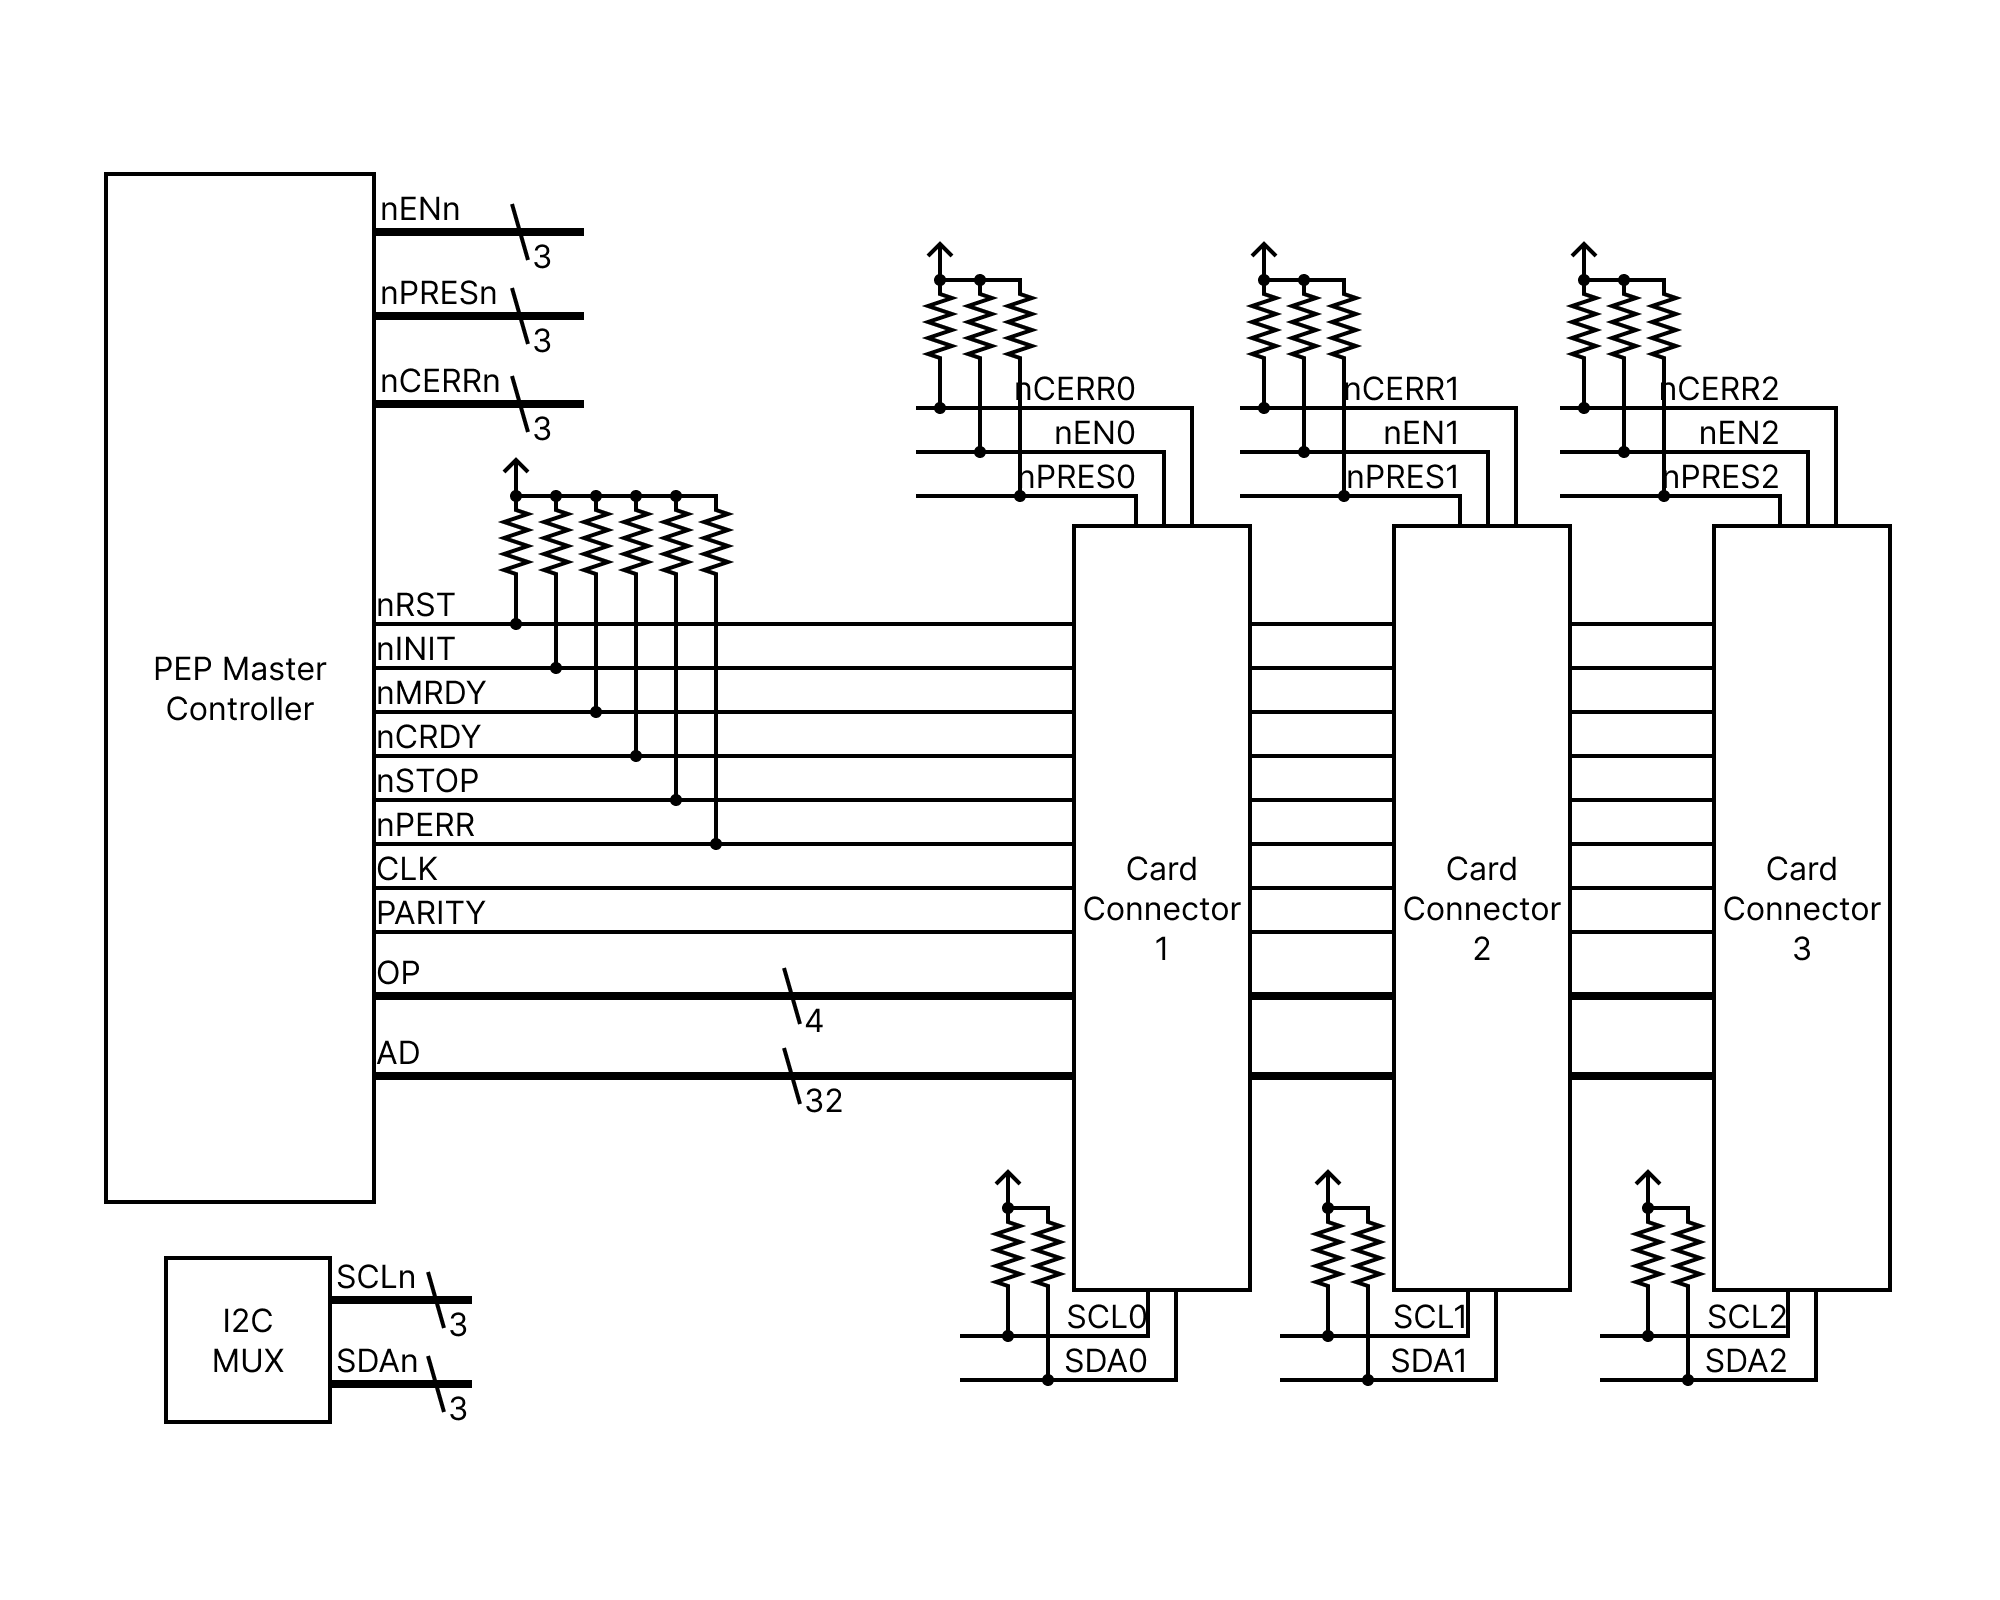 nENn
3
nPRESn
3
nCERRn
3
nCERR0
nEN0
nPRES0
nCERR1
nEN1
nPRES1
nCERR2
nEN2
nPRES2
PEP Master
Controller
nRST
nINIT
nMRDY
nCRDY
nSTOP
nPERR
CLK
PARITY
OP
4
AD
32
Card
Connector
1
Card
Connector
2
Card
Connector
3
I2C
MUX
SCLn
3
SDAn
3
SCL0
SDA0
SCL1
SDA1
SCL2
SDA2